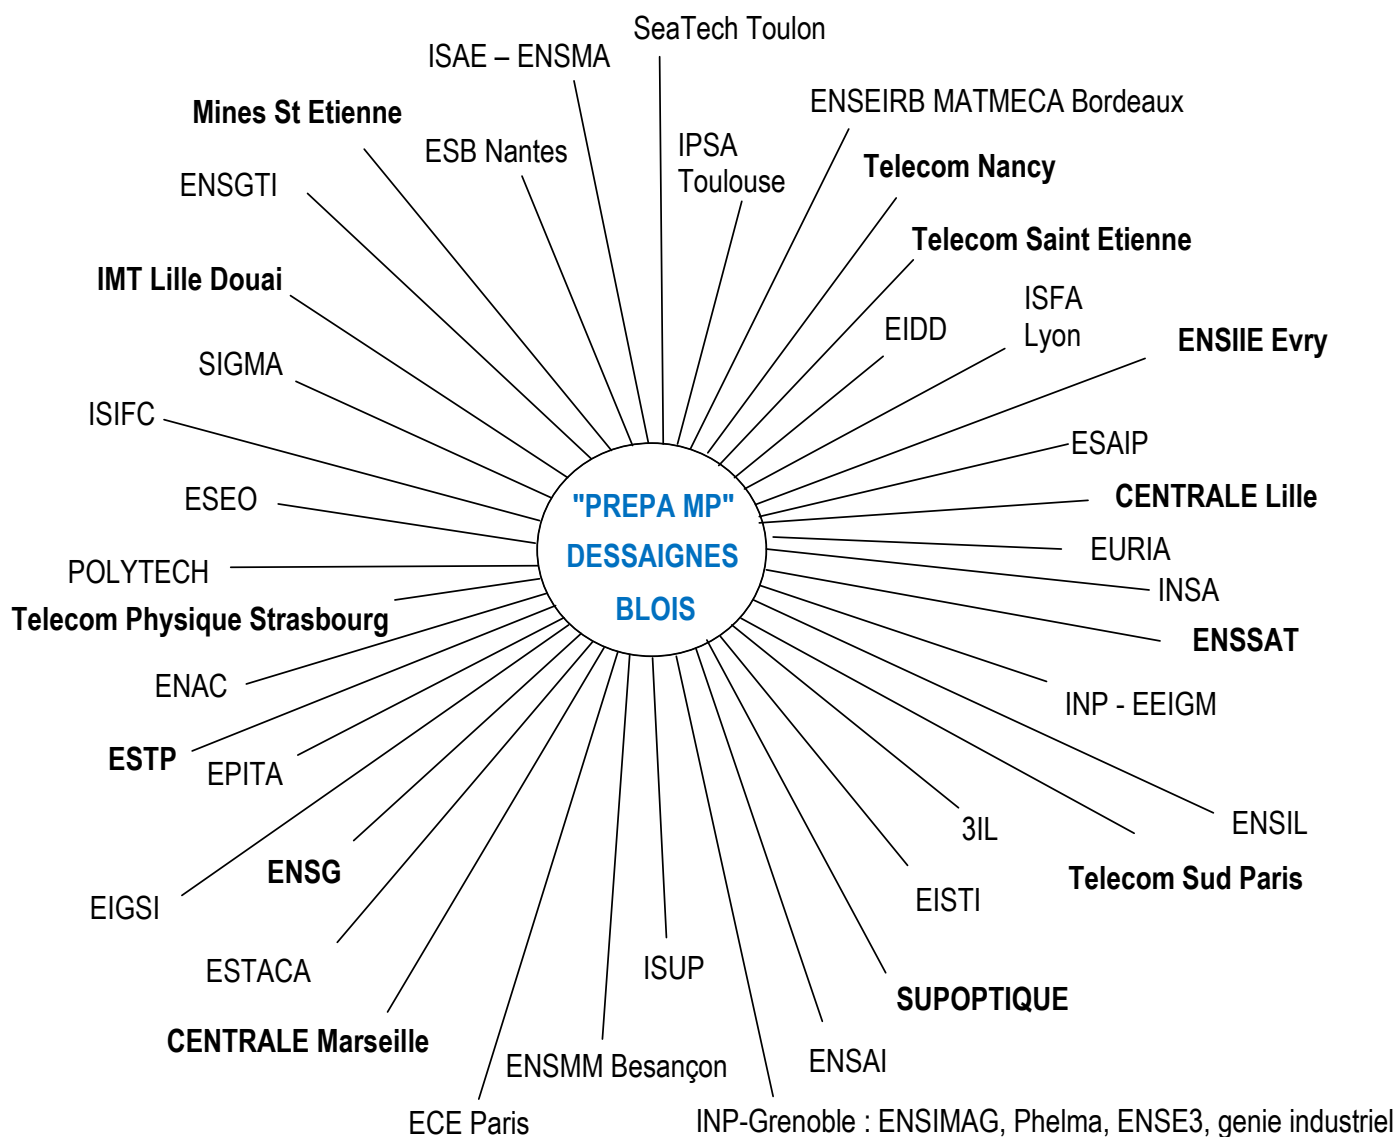 SeaTech Toulon
ISAE – ENSMA
ENSEIRB MATMECA Bordeaux
Mines St Etienne
ESB Nantes
IPSA
Toulouse
Telecom Nancy
ENSGTI
Telecom Saint Etienne
IMT Lille Douai
ISFA
Lyon
EIDD
ENSIIE Evry
SIGMA
ISIFC
ESAIP
ESEO
CENTRALE Lille
"PREPA MP"
DESSAIGNES
BLOIS
EURIA
POLYTECH
INSA
Telecom Physique Strasbourg
ENSSAT
ENAC
INP - EEIGM
ESTP
EPITA
3IL
ENSIL
ENSG
Telecom Sud Paris
EIGSI
EISTI
ESTACA
ISUP
SUPOPTIQUE
CENTRALE Marseille
ENSMM Besançon
ENSAI
ECE Paris
INP-Grenoble : ENSIMAG, Phelma, ENSE3, genie industriel